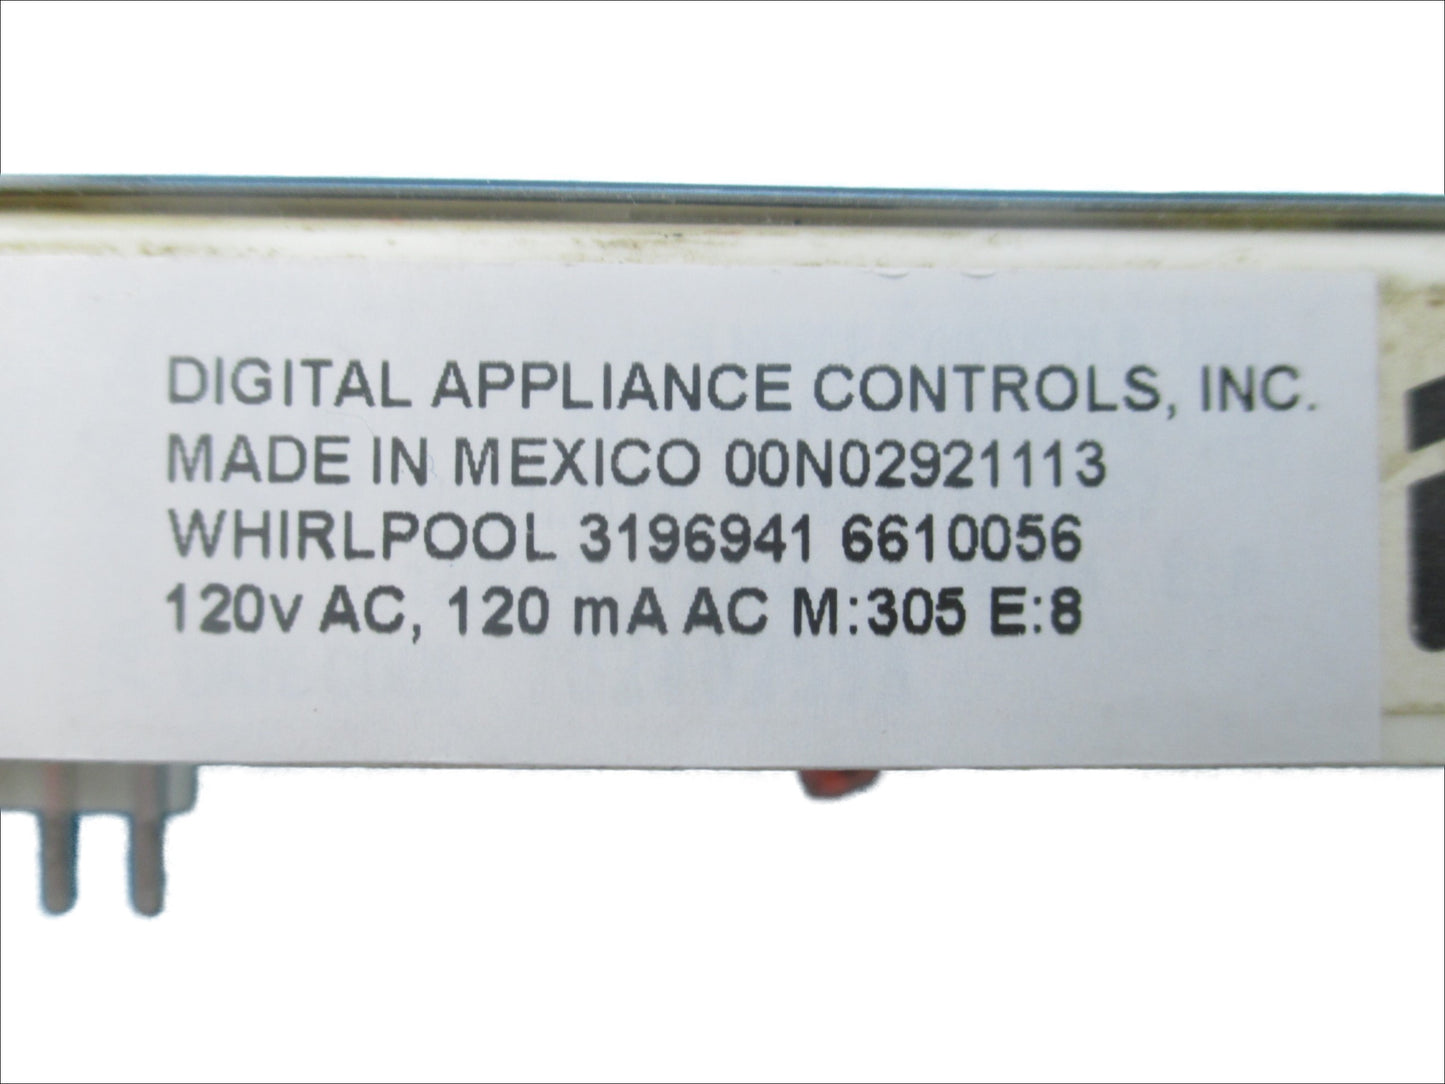 DIGITAL APPLIANCE CONTROLS, INC.
MADE IN MEXICO 00N02921113
WHIRLPOOL 3196941 6610056
120v AC, 120 mA AC M:305 E:8